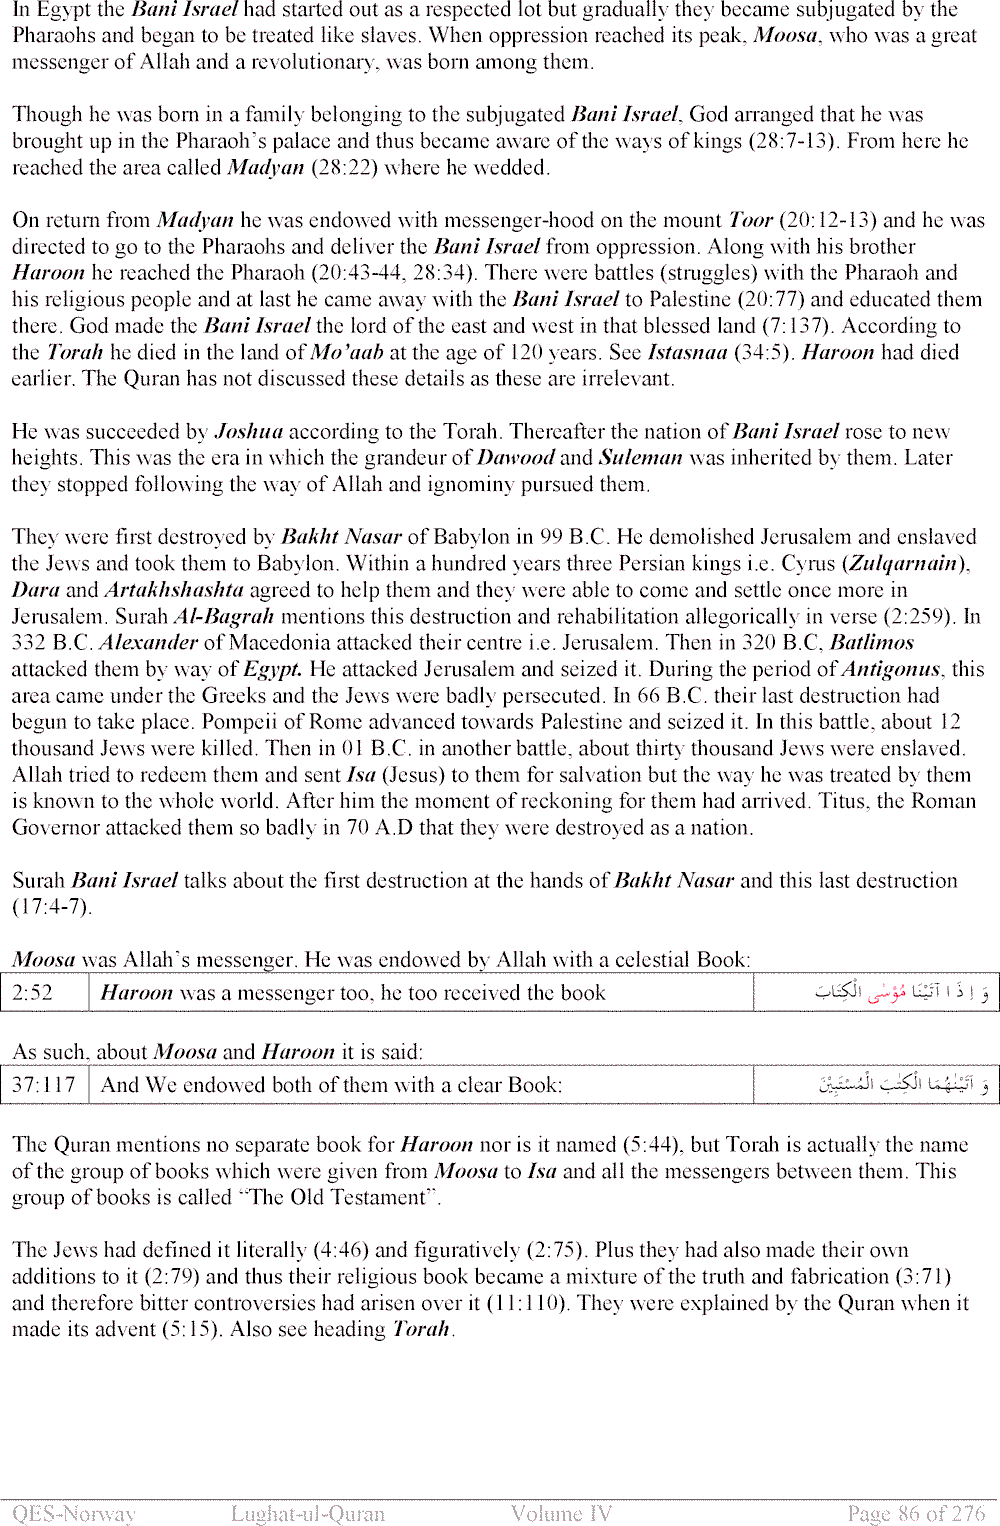 In Egypt the Bani Israel had started out as a respected lot but gradually they became subjugated by the
Pharaohs and began to be treated like slaves. When oppression reached its peak, Moosa, who was a great
messenger of Allah and a revolutionary, was born among them.
Though he was born in a family belonging to the subjugated Bani Israel, God arranged that he was
brought up in the Pharaoh's palace and thus became aware of the ways of kings (28:7-13). From here he
reached the area called Madyan (28:22) where he wedded.
On return from Madyan he was endowed with messenger-hood on the mount Toor (20:12-13) and he was
directed to go to the Pharaohs and deliver the Bani Israel from oppression. Along with his brother
Haroon he reached the Pharaoh (20:43-44, 28:34). There were battles (struggles) with the Pharaoh and
his religious people and at last he came away with the Bani Israel to Palestine (20:77) and educated them
there. God made the Bani Israel the lord of the east and west in that blessed land (7:137). According to
the Torah he died in the land of Mo'aab at the age of 120 years. See Istasnaa (34:5). Haroon had died
earlier. The Quran has not discussed these details as these are irrelevant.
He was succeeded by Joshua according to the Torah. Thereafter the nation of Bani Israel rose to new
heights. This was the era in which the grandeur of Dawood and Suleman was inherited by them. Later
they stopped following the way of Allah and ignominy pursued them.
They were first destroyed by Bakht Nasar of Babylon in 99 B.C. He demolished Jerusalem and enslaved
the Jews and took them to Babylon. Within a hundred years three Persian kings i.e. Cyrus (Zulqarnain),
Dara and Artakhshashta agreed to help them and they were able to come and settle once more in
Jerusalem. Surah Al-Bagrah mentions this destruction and rehabilitation allegorically in verse (2:259). In
332 B.C. Alexander of Macedonia attacked their centre i.e. Jerusalem. Then in 320 B.C, Batlimos
attacked them by way of Egypt. He attacked Jerusalem and seized it. During the period of Antigonus, this
area came under the Greeks and the Jews were badly persecuted. In 66 B.C. their last destruction had
begun to take place. Pompeii of Rome advanced towards Palestine and seized it. In this battle, about 12
thousand Jews were killed. Then in 01 B.C. in another battle, about thirty thousand Jews were enslaved.
Allah tried to redeem them and sent Isa (Jesus) to them for salvation but the way he was treated by them
is known to the whole world. After him the moment of reckoning for them had arrived. Titus, the Roman
Governor attacked them so badly in 70 A.D that they were destroyed as a nation.
Surah Bani Israel talks about the first destruction at the hands of Bakht Nasar and this last destruction
(17:4-7).
Moosa was Allah's messenger. He was endowed by Allah with a celestial Book:
2:52 Haroon was a messenger too, he too received the book وَ اِ ذَ ا آتَيْنَا مُوْسٰى الْكِتَابَ
As such, about Moosa and Haroon it is said:
37:117 And We endowed both of them with a clear Book: وَ آتَيْنٰهُمَا الْكِتٰبَ الْمُسْتَبِيْنَ
The Quran mentions no separate book for Haroon nor is it named (5:44), but Torah is actually the name
of the group of books which were given from Moosa to Isa and all the messengers between them. This
group of books is called “The Old Testament”.
The Jews had defined it literally (4:46) and figuratively (2:75). Plus they had also made their own
additions to it (2:79) and thus their religious book became a mixture of the truth and fabrication (3:71)
and therefore bitter controversies had arisen over it (11:110). They were explained by the Quran when it
made its advent (5:15). Also see heading Torah.
QES-Norway Lughat-ul-Quran Volume IV Page 86 of 276